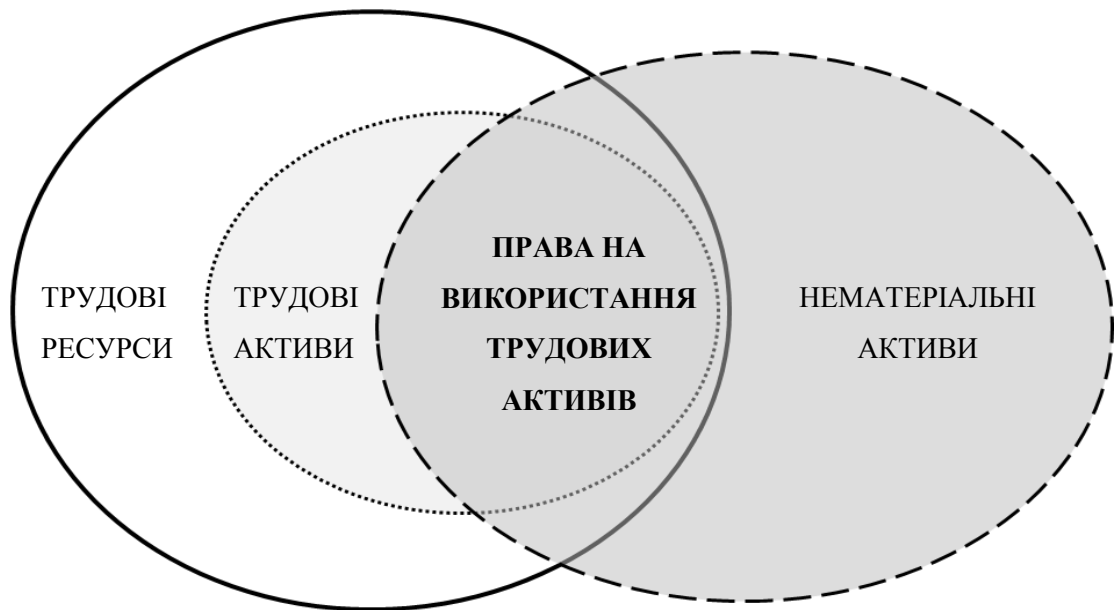 ТРУДОВІ
РЕСУРСИ
ТРУДОВІ
АКТИВИ
ПРАВА НА
ВИКОРИСТАННЯ
ТРУДОВИХ
АКТИВІВ
НЕМАТЕРІАЛЬНІ
АКТИВИ